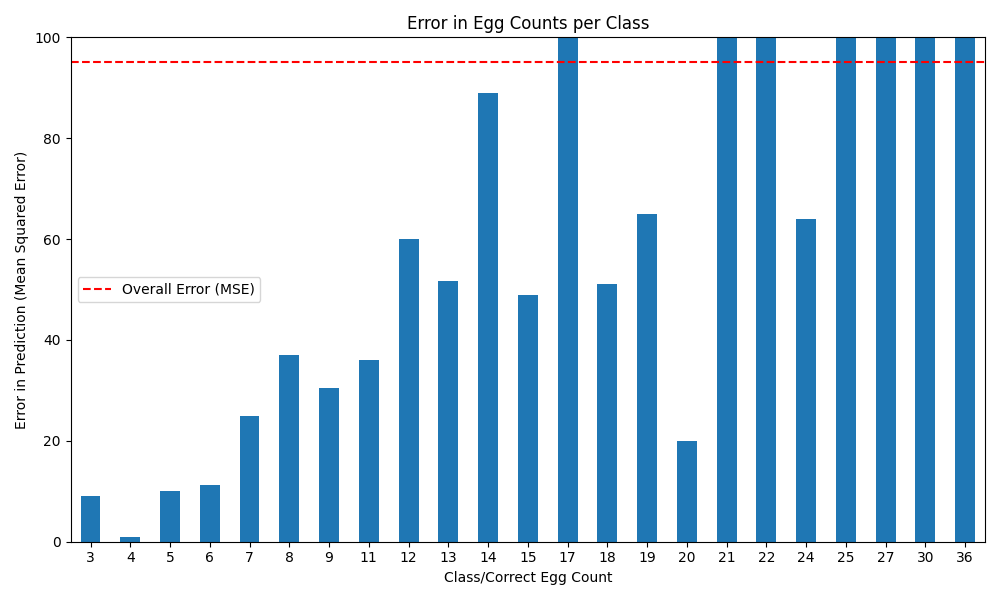 Error in Egg Counts per Class
100
80
60
40
20
0
Error in Prediction (Mean Squared Error)
Overall Error (MSE)
3 4 5 6 7 8 9 11 12 13 14 15 17 18 19 20 21 22 24 25 27 30 36
Class/Correct Egg Count